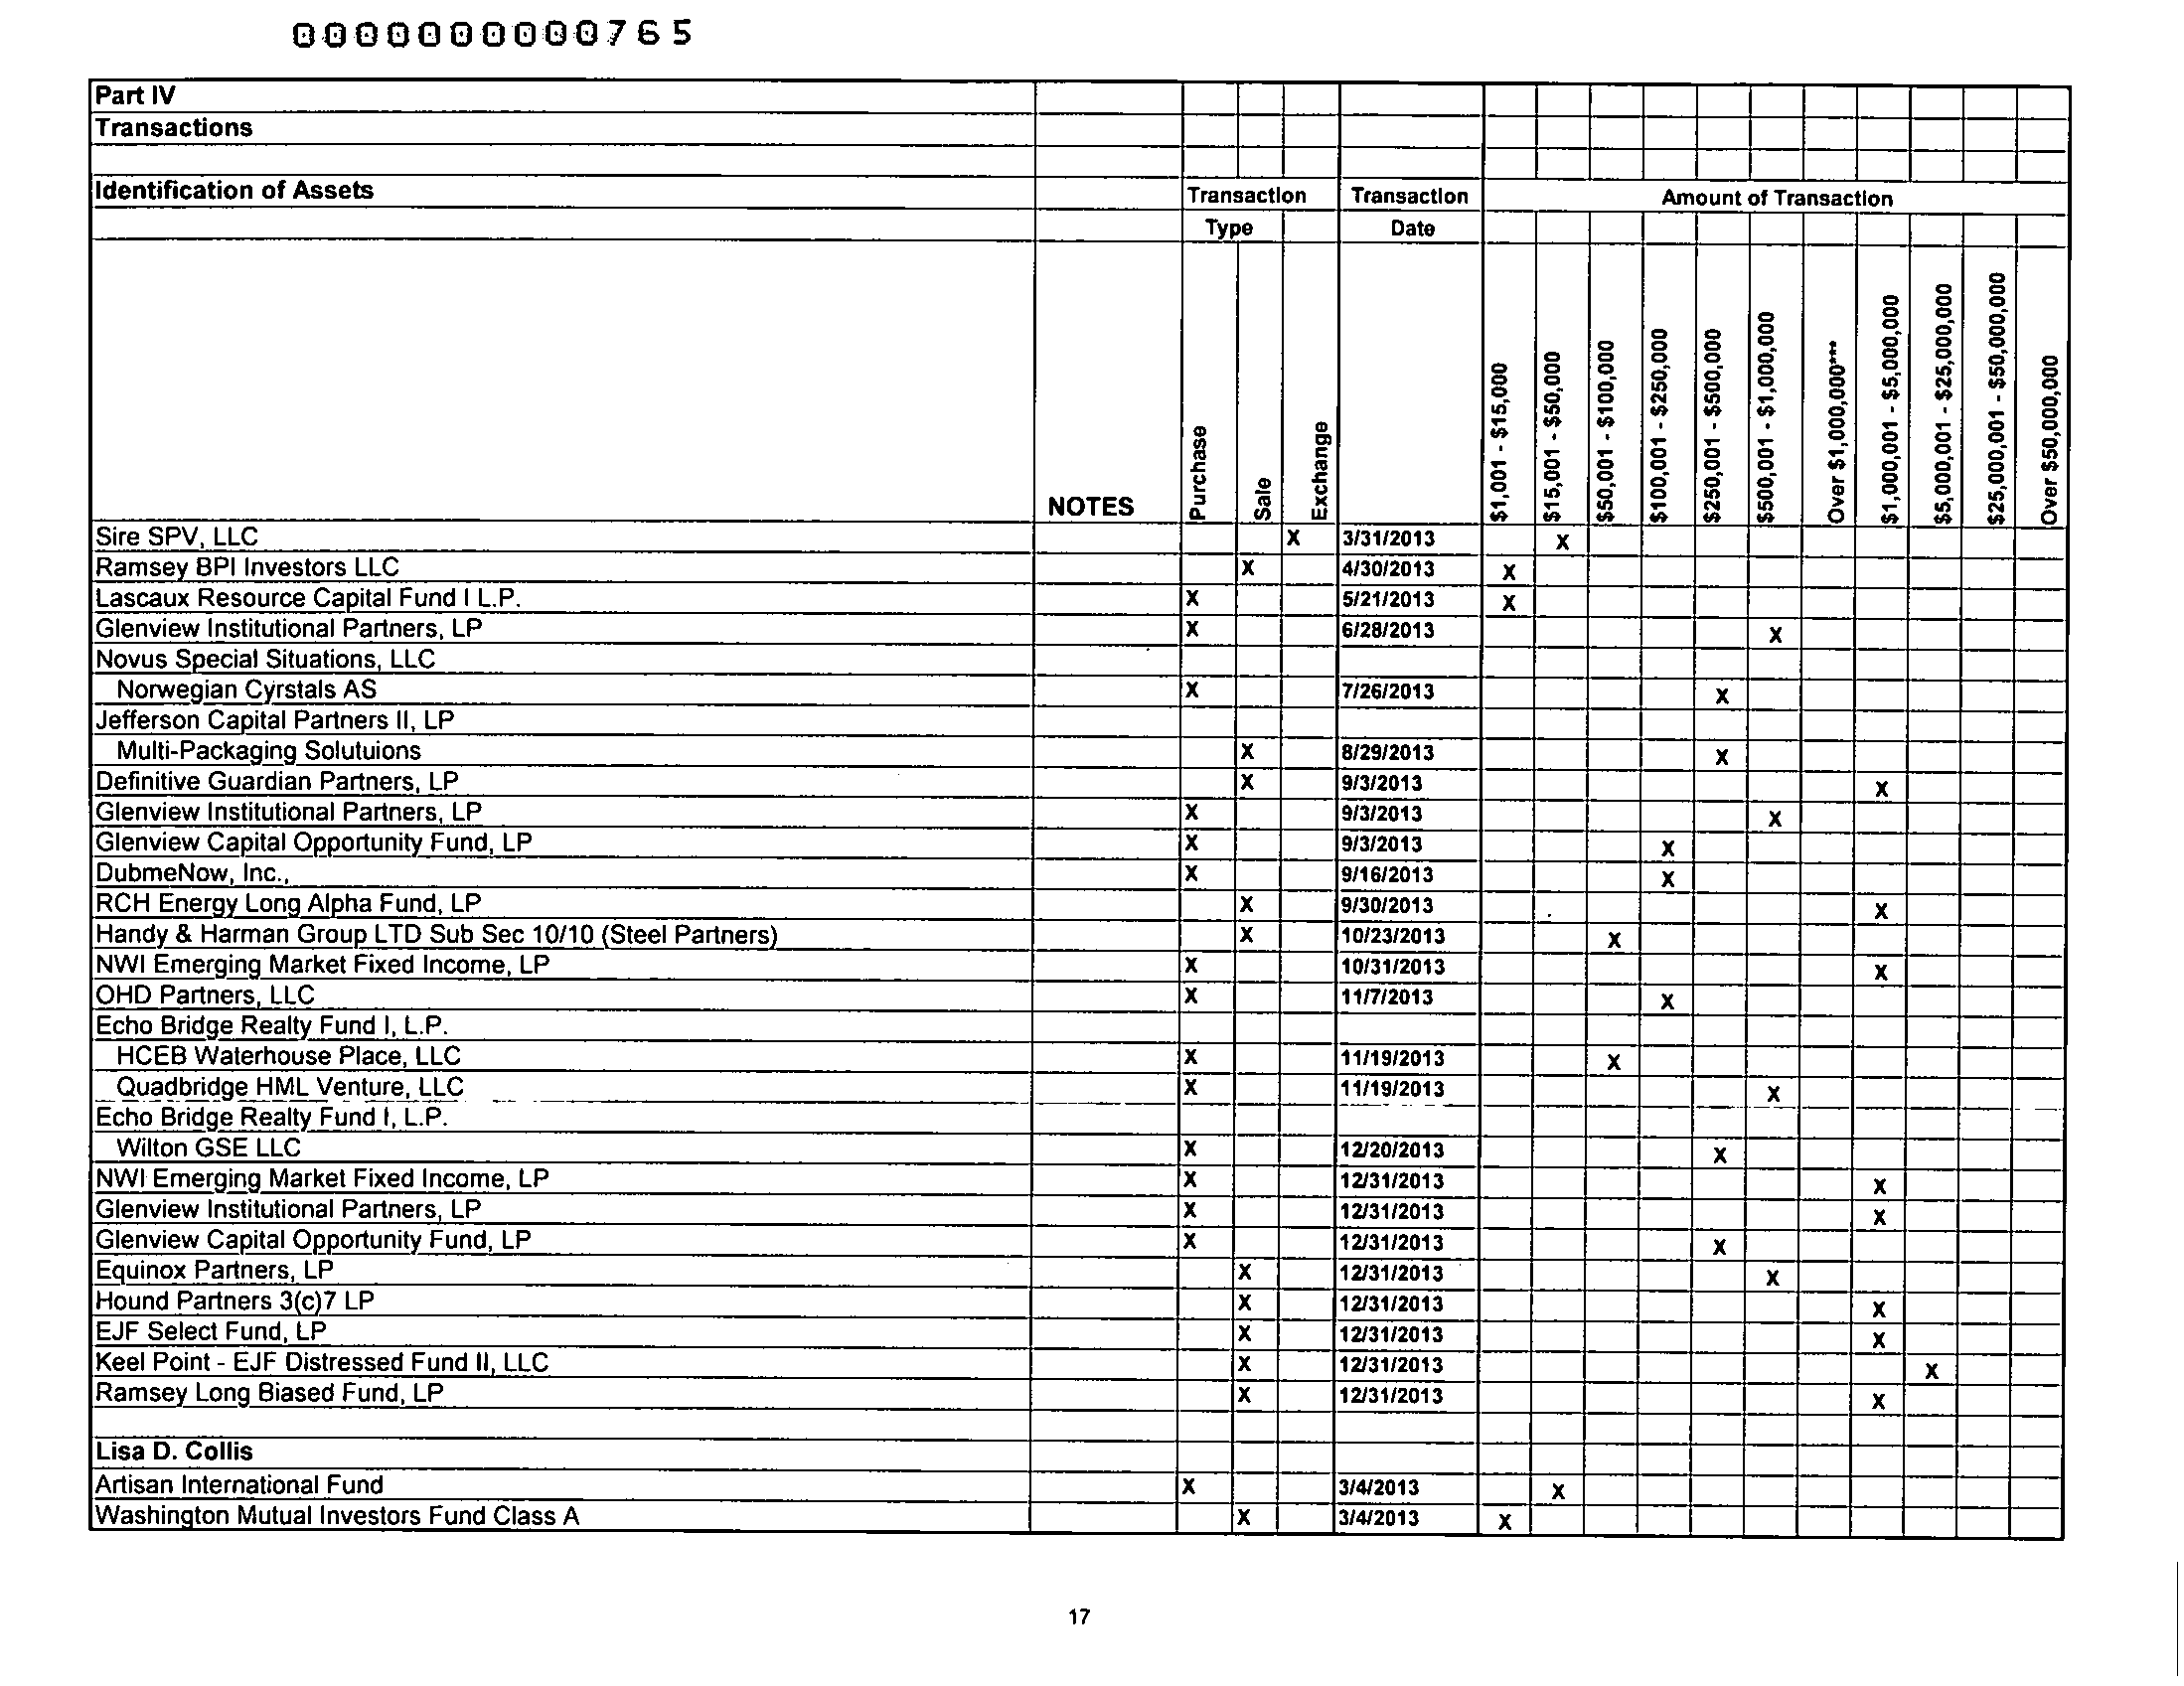 0000000000765
Part IV
Transactions
Identification of Assets Transaction Transaction Amount of Transaction
Type Date
NOTES Purchase Sale Exchange $1,001 - $15,000 $15,001 - $50,000 $50,001 - $100,000 $100,001 - $250,000 $250,001 - $500,000 $500,001 - $1,000,000 Over $1,000,000*** $1,000,001 - $5,000,000 $5,000,001 - $25,000,000 $25,000,001 - $50,000,000 Over $50,000,000
Sire SPV, LLC X 3/31/2013 X
Ramsey BPI Investors LLC X 4/30/2013 X
Lascaux Resource Capital Fund I L.P. X 5/21/2013 X
Glenview Institutional Partners, LP X 6/28/2013 X
Novus Special Situations, LLC
Norwegian Cyrstals AS X 7/26/2013 X
Jefferson Capital Partners II, LP
Multi-Packaging Solutuions X 8/29/2013 X
Definitive Guardian Partners, LP X 9/3/2013 X
Glenview Institutional Partners, LP X 9/3/2013 X
Glenview Capital Opportunity Fund, LP X 9/3/2013 X
DubmeNow, Inc., X 9/16/2013 X
RCH Energy Long Alpha Fund, LP X 9/30/2013 X
Handy & Harman Group LTD Sub Sec 10/10 (Steel Partners) X 10/23/2013 X
NWI Emerging Market Fixed Income, LP X 10/31/2013 X
OHD Partners, LLC X 11/7/2013 X
Echo Bridge Realty Fund I, L.P.
HCEB Waterhouse Place, LLC X 11/19/2013 X
Quadbridge HML Venture, LLC X 11/19/2013 X
Echo Bridge Realty Fund I, L.P.
Wilton GSE LLC X 12/20/2013 X
NWI Emerging Market Fixed Income, LP X 12/31/2013 X
Glenview Institutional Partners, LP X 12/31/2013 X
Glenview Capital Opportunity Fund, LP X 12/31/2013 X
Equinox Partners, LP X 12/31/2013 X
Hound Partners 3(c)7 LP X 12/31/2013 X
EJF Select Fund, LP X 12/31/2013 X
Keel Point - EJF Distressed Fund II, LLC X 12/31/2013 X
Ramsey Long Biased Fund, LP X 12/31/2013 X
Lisa D. Collis
Artisan International Fund X 3/4/2013 X
Washington Mutual Investors Fund Class A X 3/4/2013 X
17